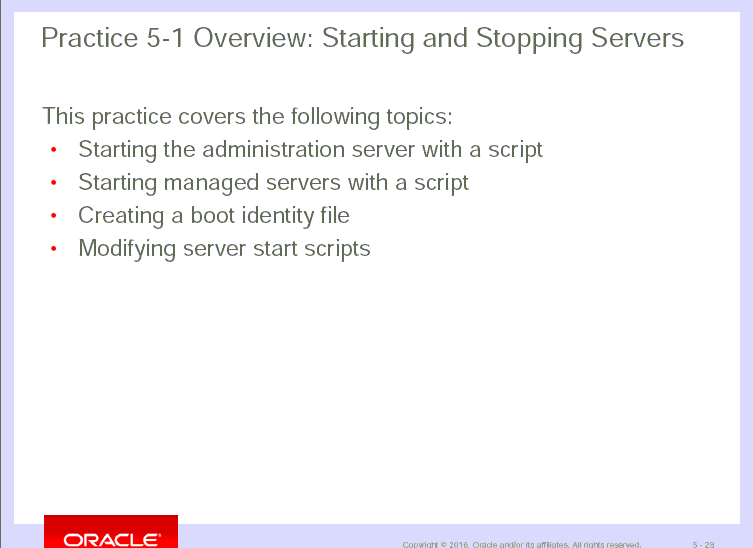 Practice 5-1 Overview: Starting and Stopping Servers
This practice covers the following topics:
• Starting the administration server with a script
• Starting managed servers with a script
• Creating a boot identity file
• Modifying server start scripts
ORACLE®
Copyright © 2016, Oracle and/or its affiliates. All rights reserved.
5 - 28